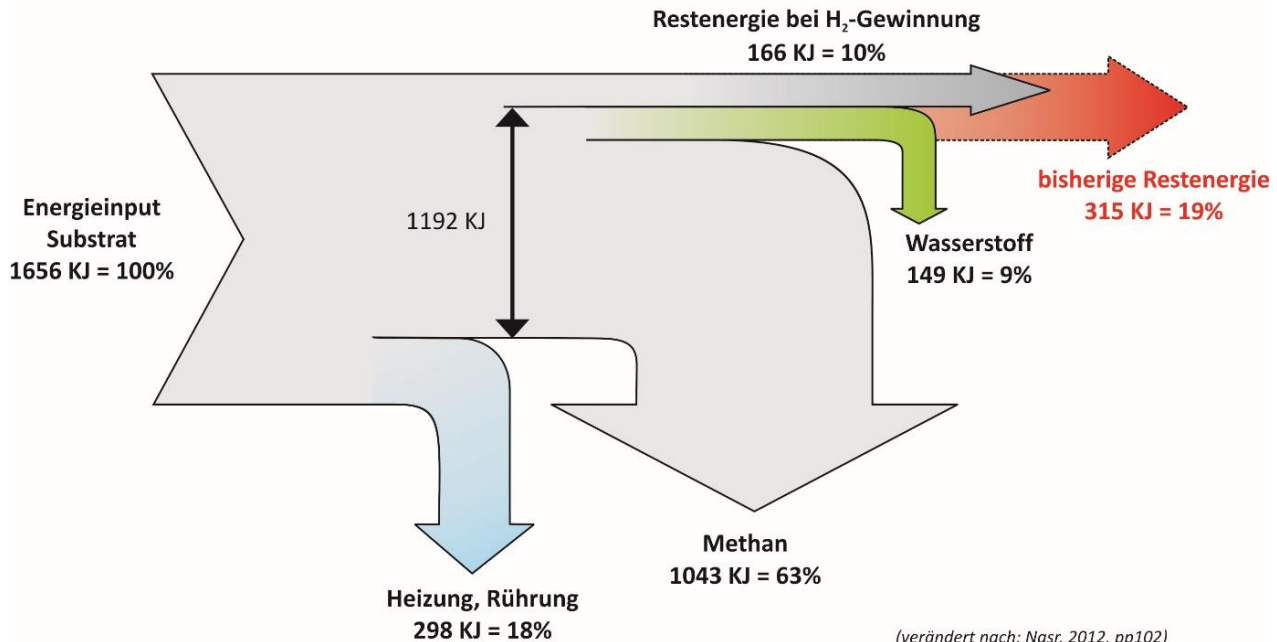 Restenergie bei H₂-Gewinnung
166 KJ = 10%
bisherige Restenergie
315 KJ = 19%
Energieinput
Substrat
1656 KJ = 100%
1192 KJ
Wasserstoff
149 KJ = 9%
Methan
1043 KJ = 63%
Heizung, Rührung
298 KJ = 18%
(verändert nach: Nasr, 2012, pp102)